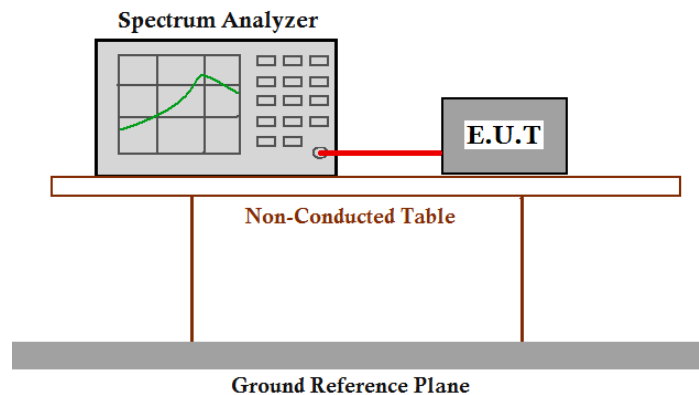 Spectrum Analyzer
E.U.T
Non-Conducted Table
Ground Reference Plane